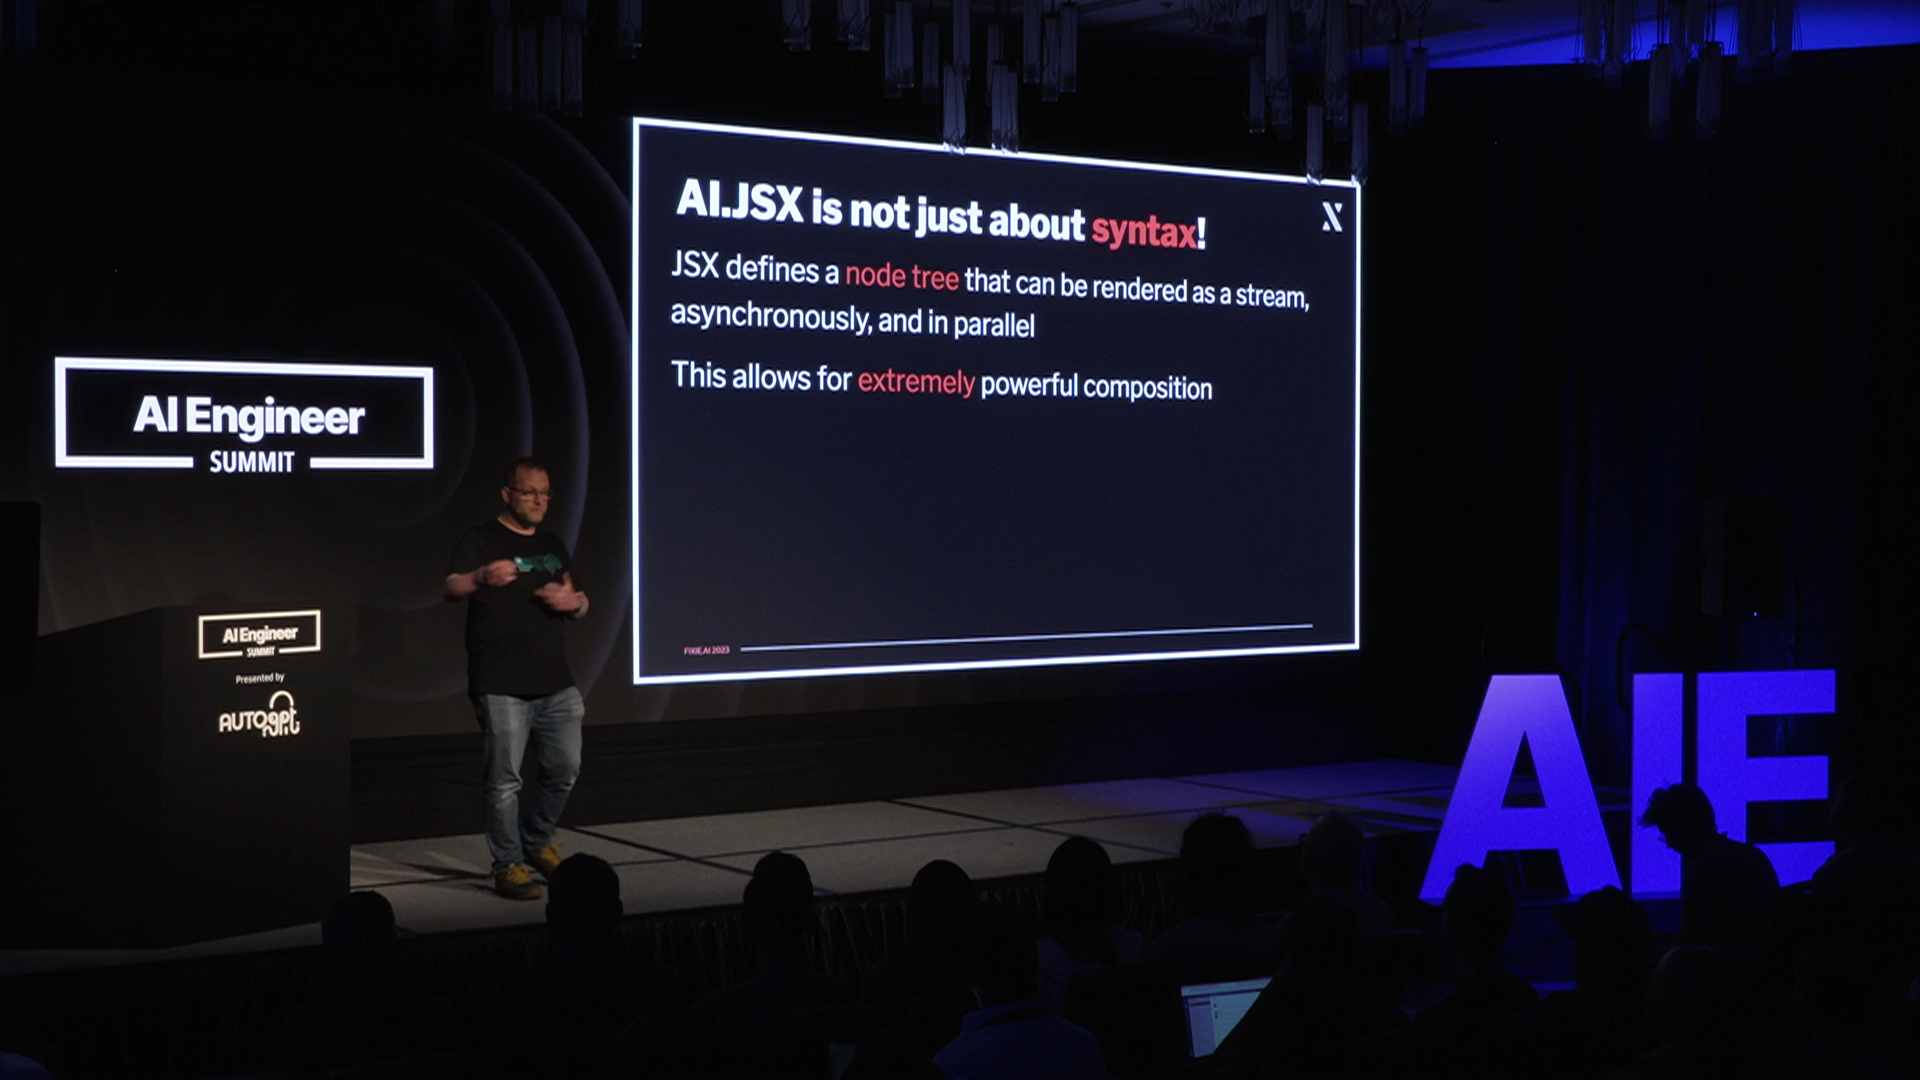 AI Engineer
SUMMIT
AI.JSX is not just about syntax!
JSX defines a node tree that can be rendered as a stream,
asynchronously, and in parallel
This allows for extremely powerful composition
FIXIE.AI 2023
AI Engineer
SUMMIT
Presented by
AUTOgpt
AIE